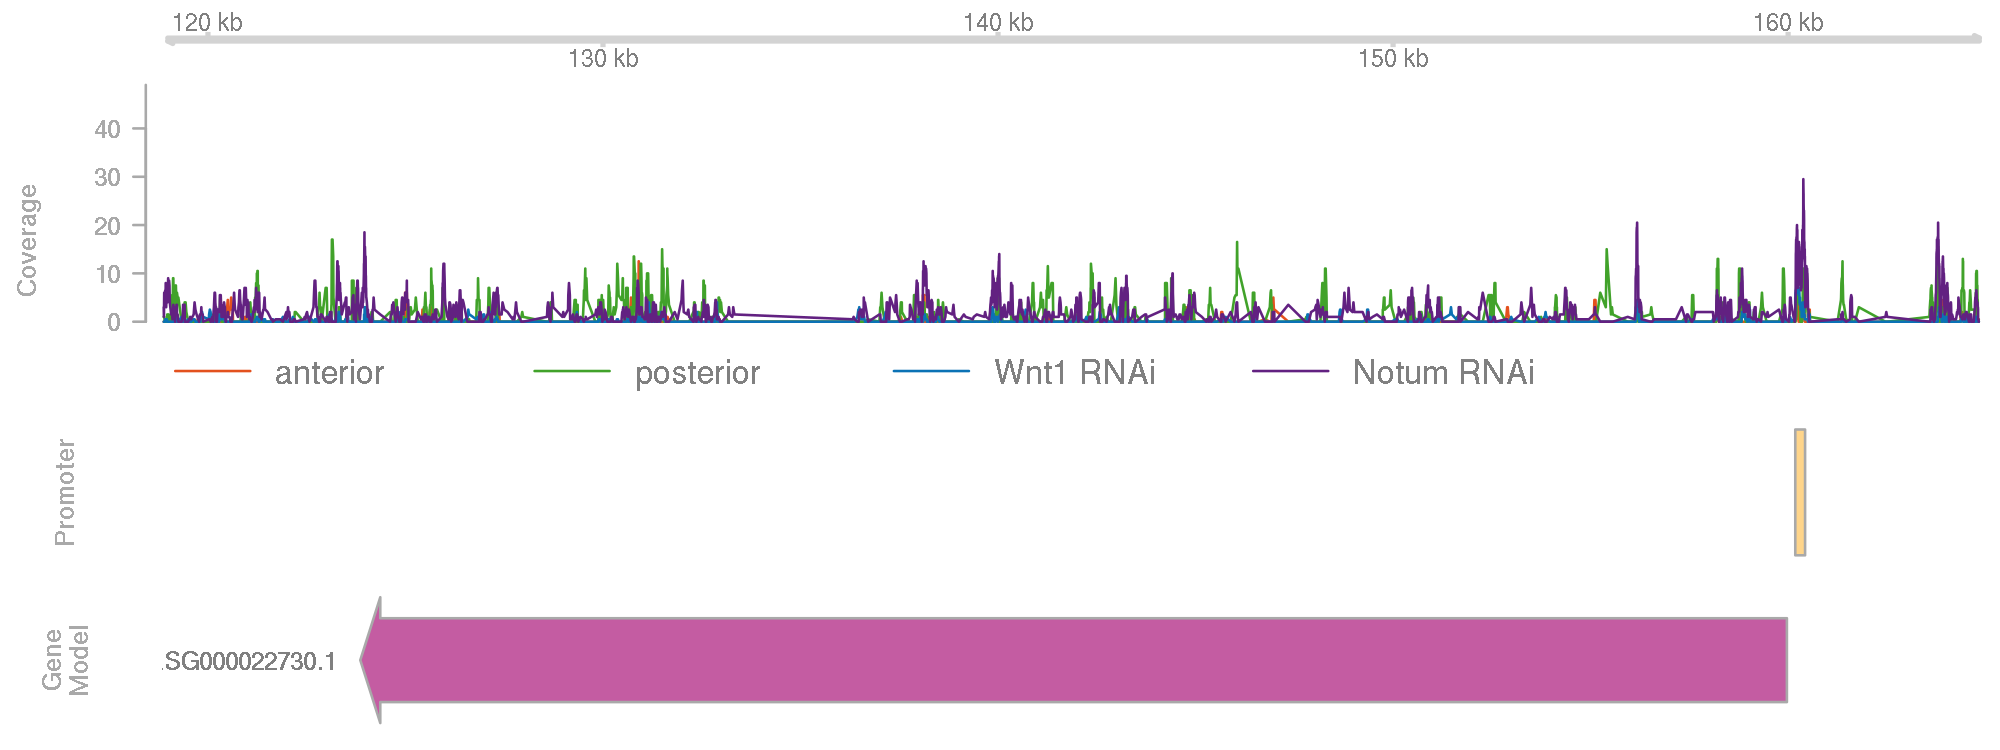 120 kb 140 kb 160 kb
130 kb 150 kb
Coverage
40
30
20
10
0
anterior posterior Wnt1 RNAi Notum RNAi
Promoter
Gene
Model
.SG000022730.1